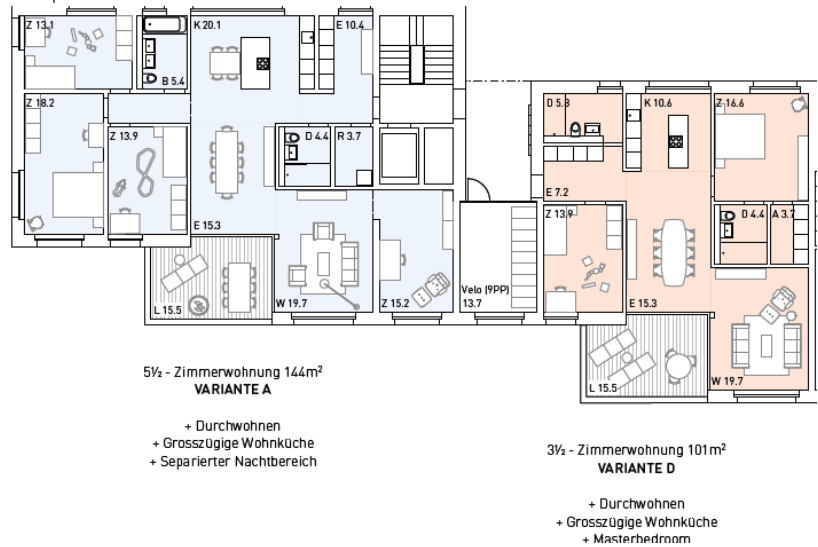 Z 13.1
K 20.1
E 10.4
B 5.4
Z 18.2
Z 13.9
D 4.4
R 3.7
E 15.3
L 15.5
W 19.7
Z 15.2
Velo (9PP)
13.7
D 5.8
K 10.6
Z 16.6
E 7.2
Z 13.9
D 4.4
A 3.7
E 15.3
L 15.5
W 19.7
5½ - Zimmerwohnung 144m²
VARIANTE A
+ Durchwohnen
+ Grosszügige Wohnküche
+ Separierter Nachtbereich
3½ - Zimmerwohnung 101m²
VARIANTE D
+ Durchwohnen
+ Grosszügige Wohnküche
+ Masterbedroom